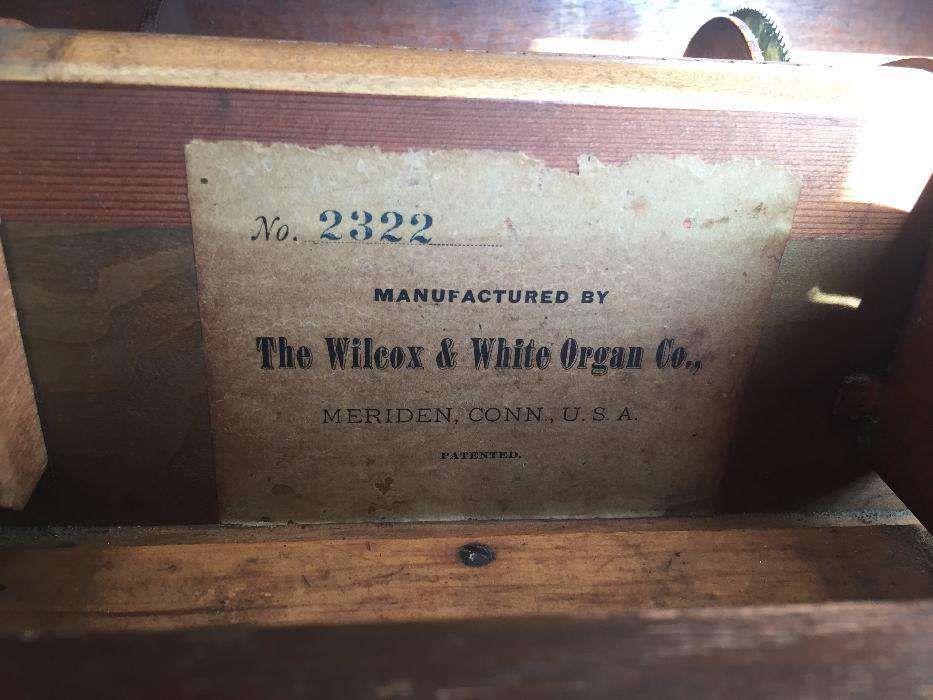 No. 2322
MANUFACTURED BY
The Wilcox & White Organ Co.,
MERIDEN, CONN., U. S. A.
PATENTED.